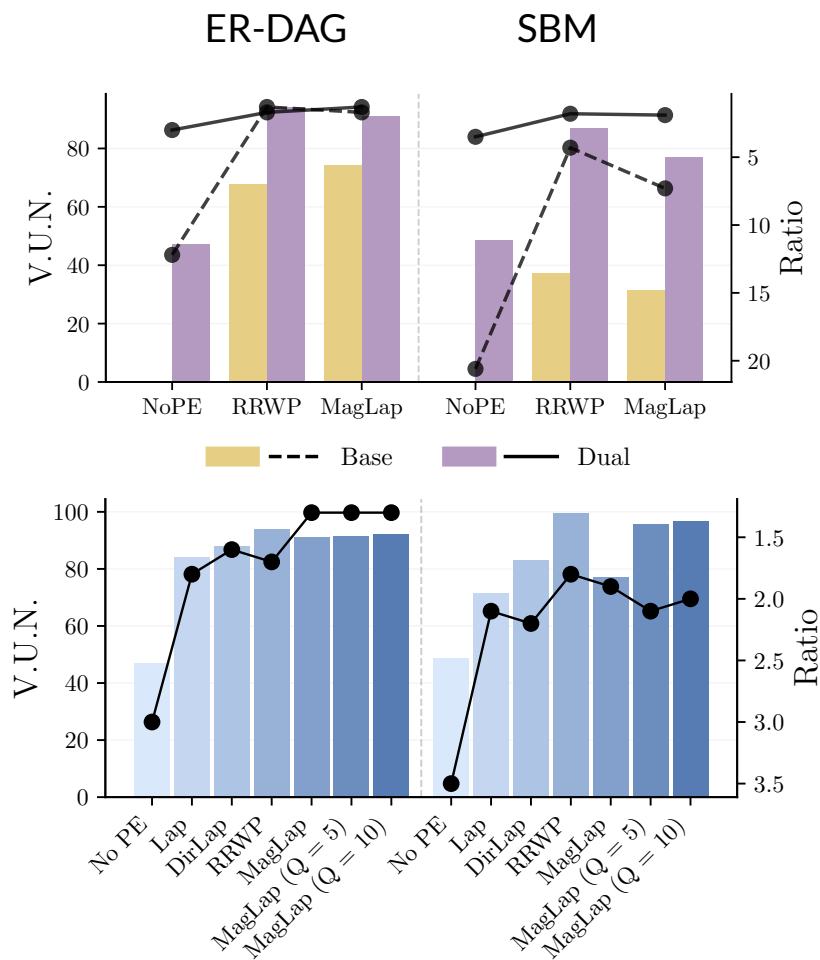 ER-DAG SBM
80
60
40
20
0
V.U.N.
5
10
15
20
Ratio
NoPE RRWP MagLap NoPE RRWP MagLap
Base Dual
100
80
60
40
20
0
V.U.N.
1.5
2.0
2.5
3.0
3.5
Ratio
No PE
Lap
DirLap
RRWP
MagLap
MagLap (Q = 5)
MagLap (Q = 10)
No PE
Lap
DirLap
RRWP
MagLap
MagLap (Q = 5)
MagLap (Q = 10)